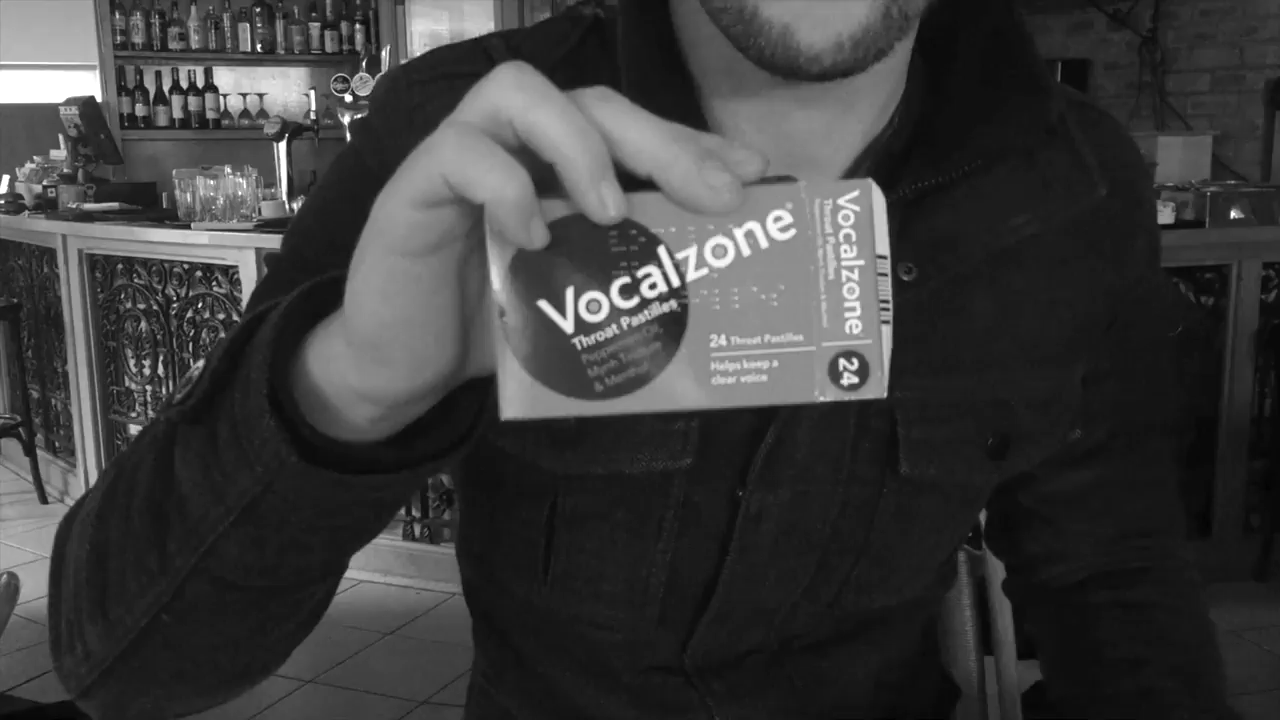 Vocalzone®
Throat Pastilles
Peppermint Oil,
Myrrh Tincture
& Menthol
24 Throat Pastilles
Helps keep a
clear voice
Vocalzone
Throat Pastilles
24